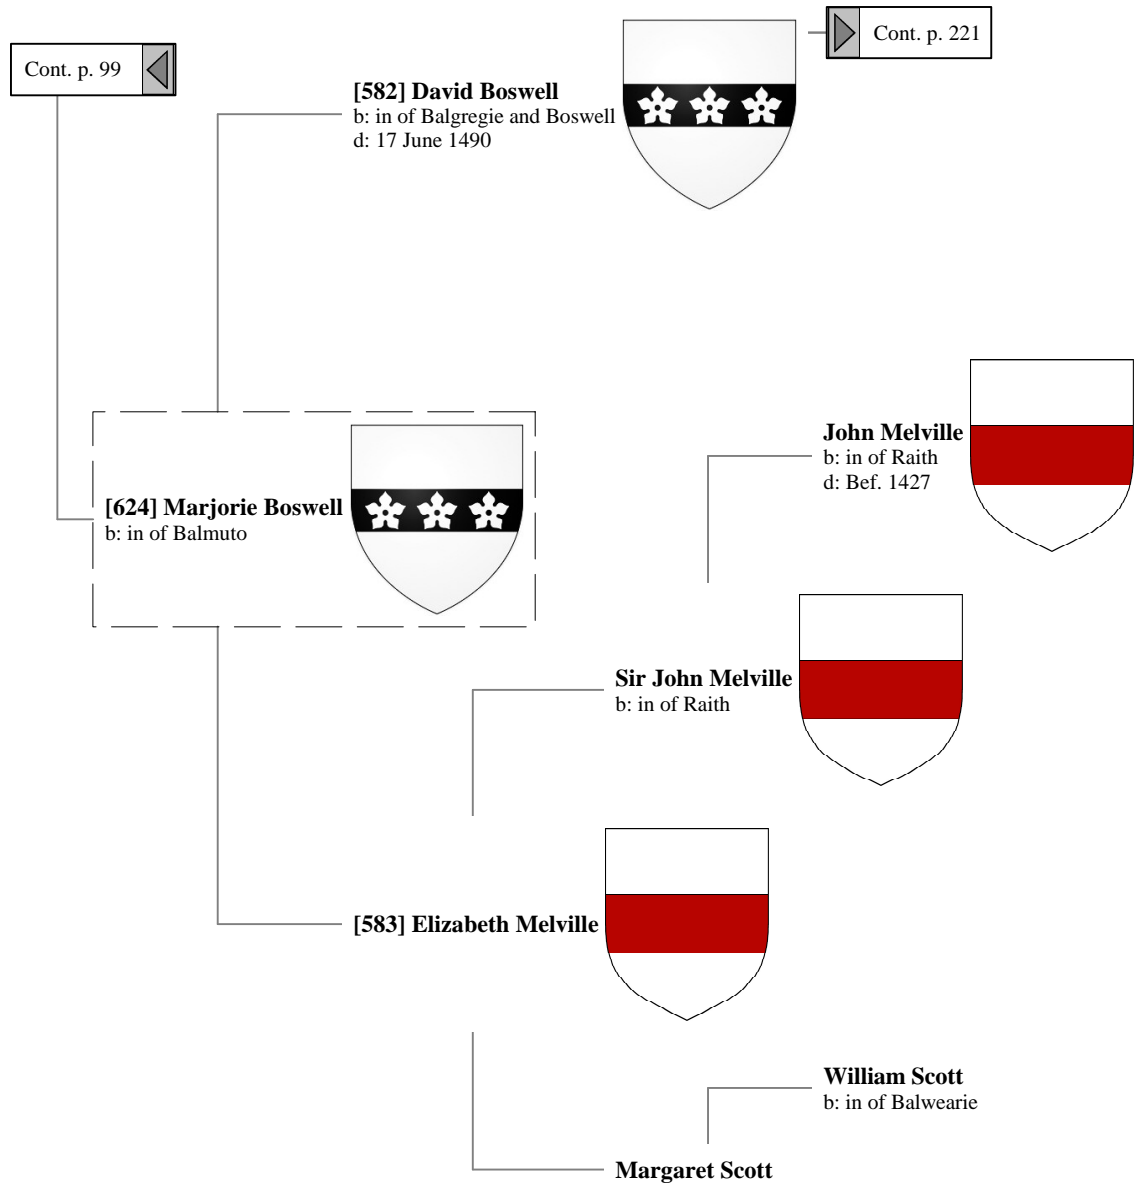 Cont. p. 99
Cont. p. 221
[582] David Boswell
b: in of Balgregie and Boswell
d: 17 June 1490
John Melville
b: in of Raith
d: Bef. 1427
[624] Marjorie Boswell
b: in of Balmuto
Sir John Melville
b: in of Raith
[583] Elizabeth Melville
William Scott
b: in of Balwearie
Margaret Scott